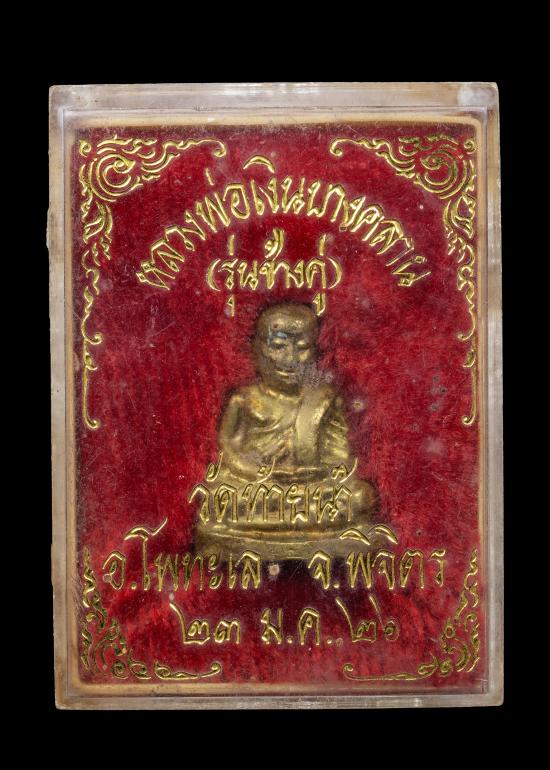 หลวงพ่อเงินบางคลาน
(รุ่นช้างคู่)
วัดท้ายน้ำ
อ.โพทะเล จ.พิจิตร
๒๓ ม.ค. ๒๖